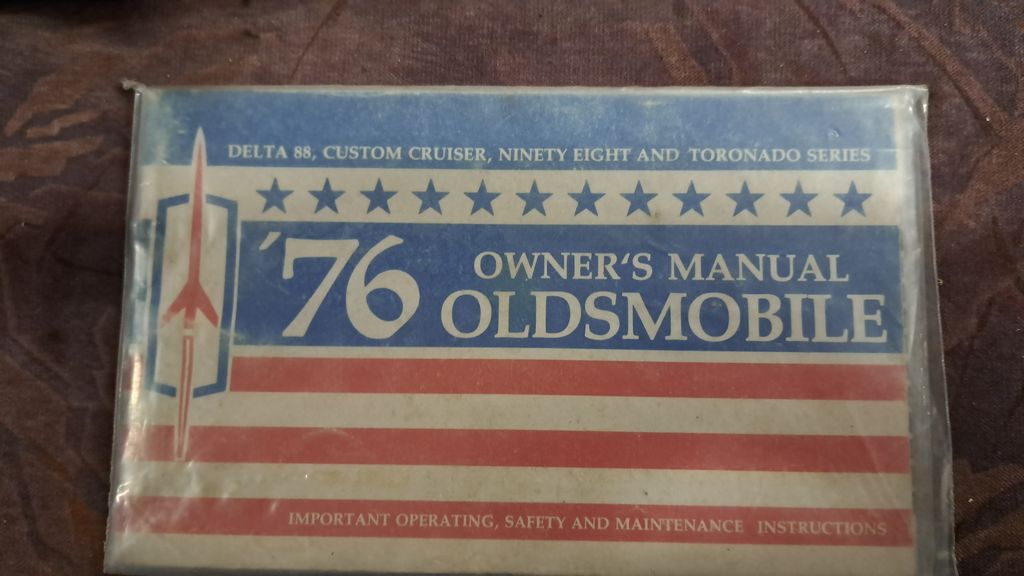 DELTA 88, CUSTOM CRUISER, NINETY EIGHT AND TORONADO SERIES
'76 OWNER'S MANUAL
OLDSMOBILE
IMPORTANT OPERATING, SAFETY AND MAINTENANCE INSTRUCTIONS